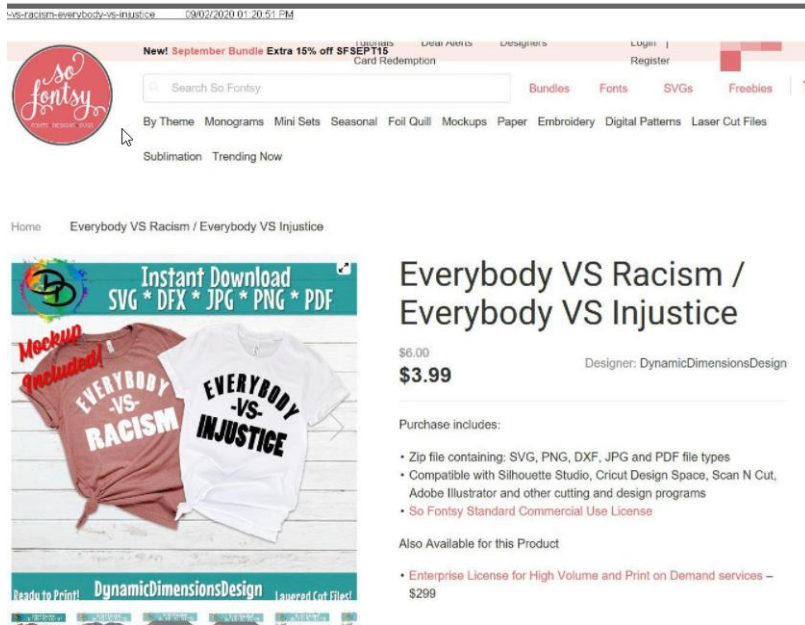 -vs-racism-everybody-vs-injustice 09/02/2020 01:20:51 PM
New! September Bundle Extra 15% off SFSEPT15
Tutorials Deal Alerts Designers Login |
Card Redemption Register
So
fontsy
Search So Fontsy
Bundles Fonts SVGs Freebies
By Theme Monograms Mini Sets Seasonal Foil Quill Mockups Paper Embroidery Digital Patterns Laser Cut Files
Sublimation Trending Now
Home Everybody VS Racism / Everybody VS Injustice
DD
Instant Download
SVG * DFX * JPG * PNG * PDF
Mockup
Included!
EVERYBODY
-VS-
RACISM
EVERYBODY
-VS-
INJUSTICE
Ready to Print! DynamicDimensionsDesign Layered Cut Files!
Everybody VS Racism /
Everybody VS Injustice
$6.00
$3.99
Designer: DynamicDimensionsDesign
Purchase includes:
• Zip file containing: SVG, PNG, DXF, JPG and PDF file types
• Compatible with Silhouette Studio, Cricut Design Space, Scan N Cut,
Adobe Illustrator and other cutting and design programs
• So Fontsy Standard Commercial Use License
Also Available for this Product
• Enterprise License for High Volume and Print on Demand services –
$299